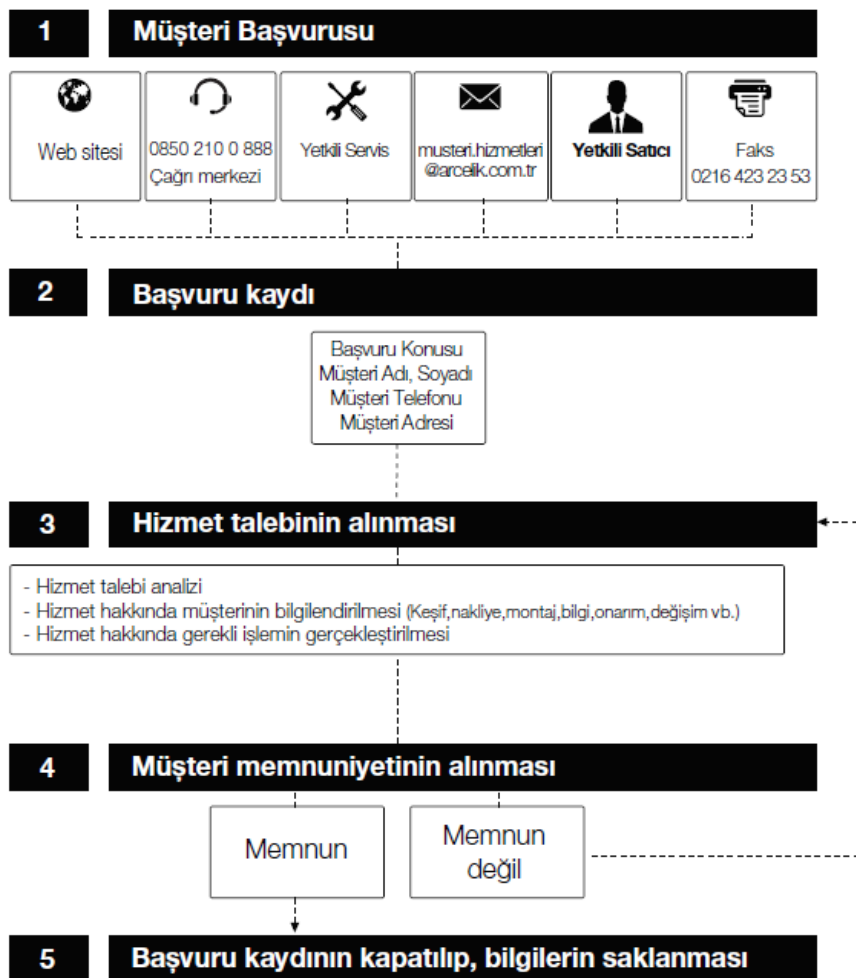 1 Müşteri Başvurusu
Web sitesi
0850 210 0 888
Çağrı merkezi
Yetkili Servis
musteri.hizmetleri
@arcelik.com.tr
Yetkili Satıcı
Faks
0216 423 23 53
2 Başvuru kaydı
Başvuru Konusu
Müşteri Adı, Soyadı
Müşteri Telefonu
Müşteri Adresi
3 Hizmet talebinin alınması
- Hizmet talebi analizi
- Hizmet hakkında müşterinin bilgilendirilmesi (Keşif,nakliye,montaj,bilgi,onarım,değişim vb.)
- Hizmet hakkında gerekli işlemin gerçekleştirilmesi
4 Müşteri memnuniyetinin alınması
Memnun
Memnun
değil
5 Başvuru kaydının kapatılıp, bilgilerin saklanması